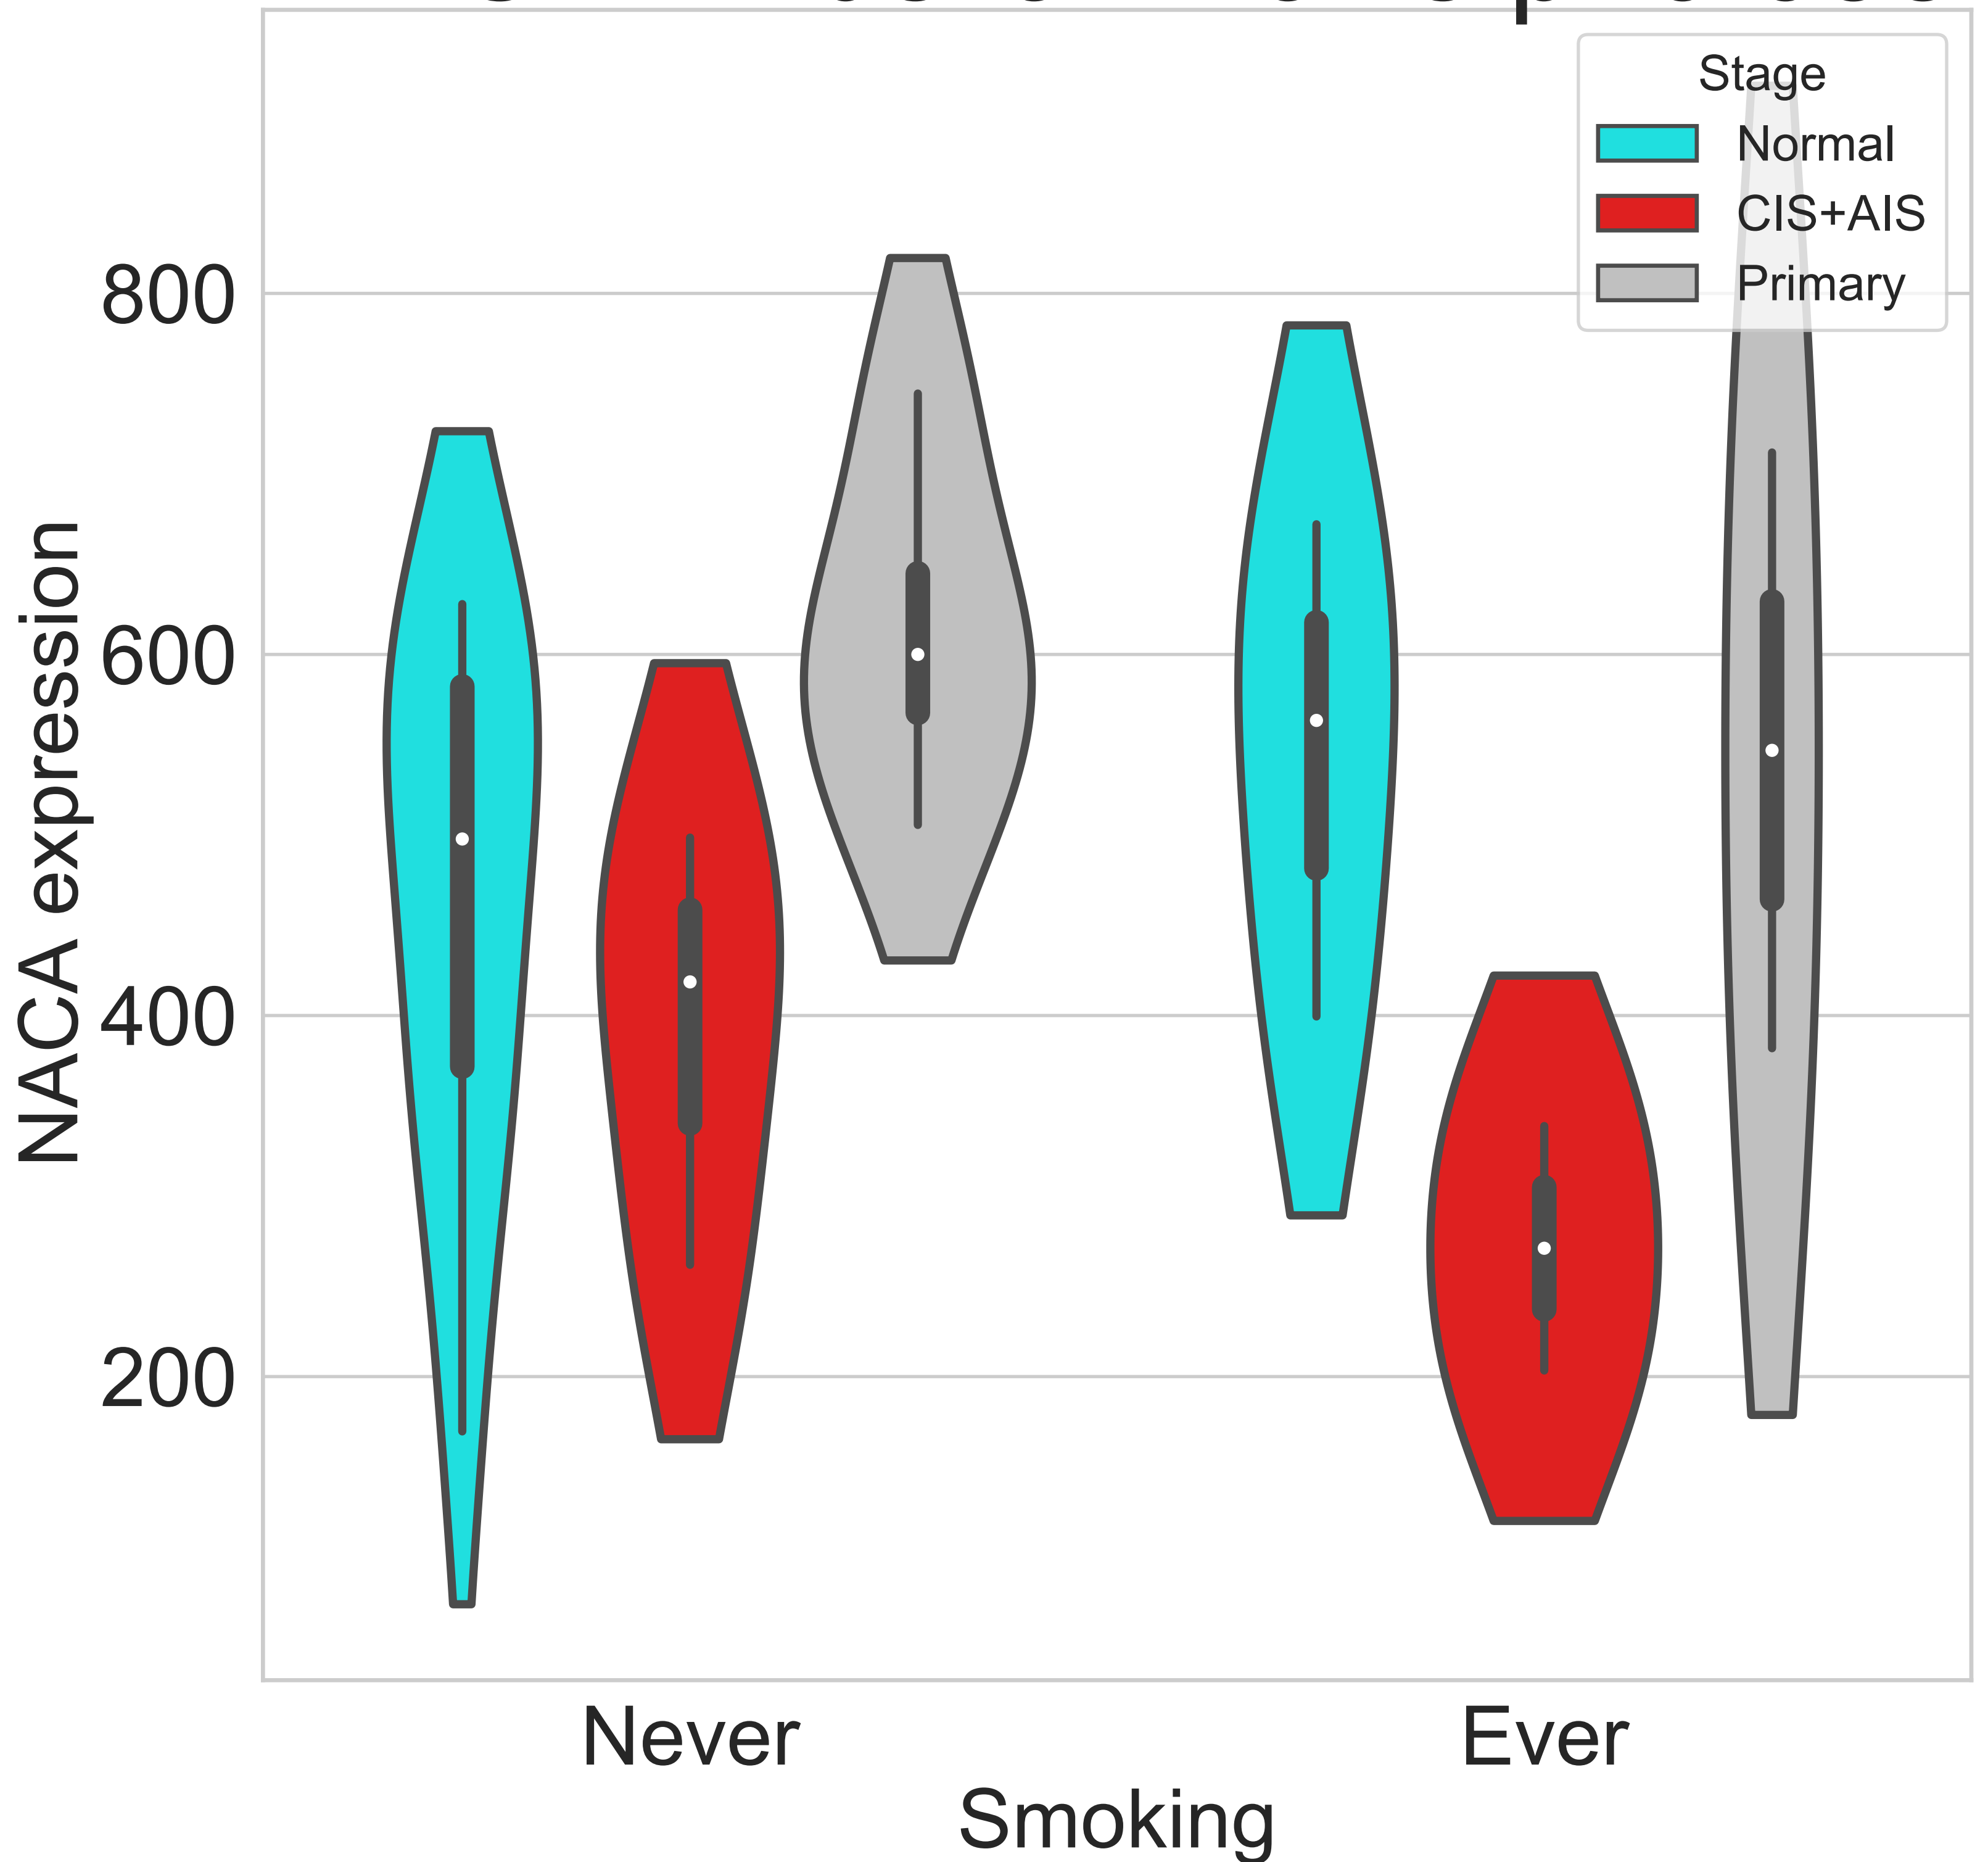 Stage
Normal
CIS+AIS
Primary
800
600
400
200
NACA expression
Never
Ever
Smoking